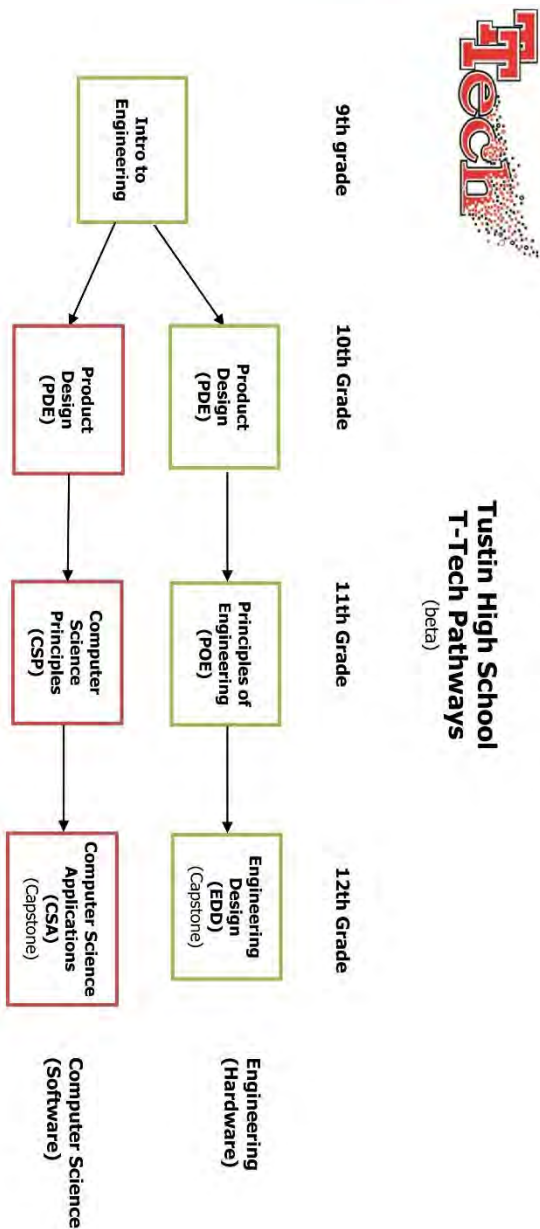 TTech
Tustin High School
T-Tech Pathways
(beta)
9th grade
10th Grade
11th Grade
12th Grade
Intro to
Engineering
Product
Design
(PDE)
Principles of
Engineering
(POE)
Engineering
Design
(EDD)
(Capstone)
Engineering
(Hardware)
Product
Design
(PDE)
Computer
Science
Principles
(CSP)
Computer Science
Applications
(CSA)
(Capstone)
Computer Science
(Software)